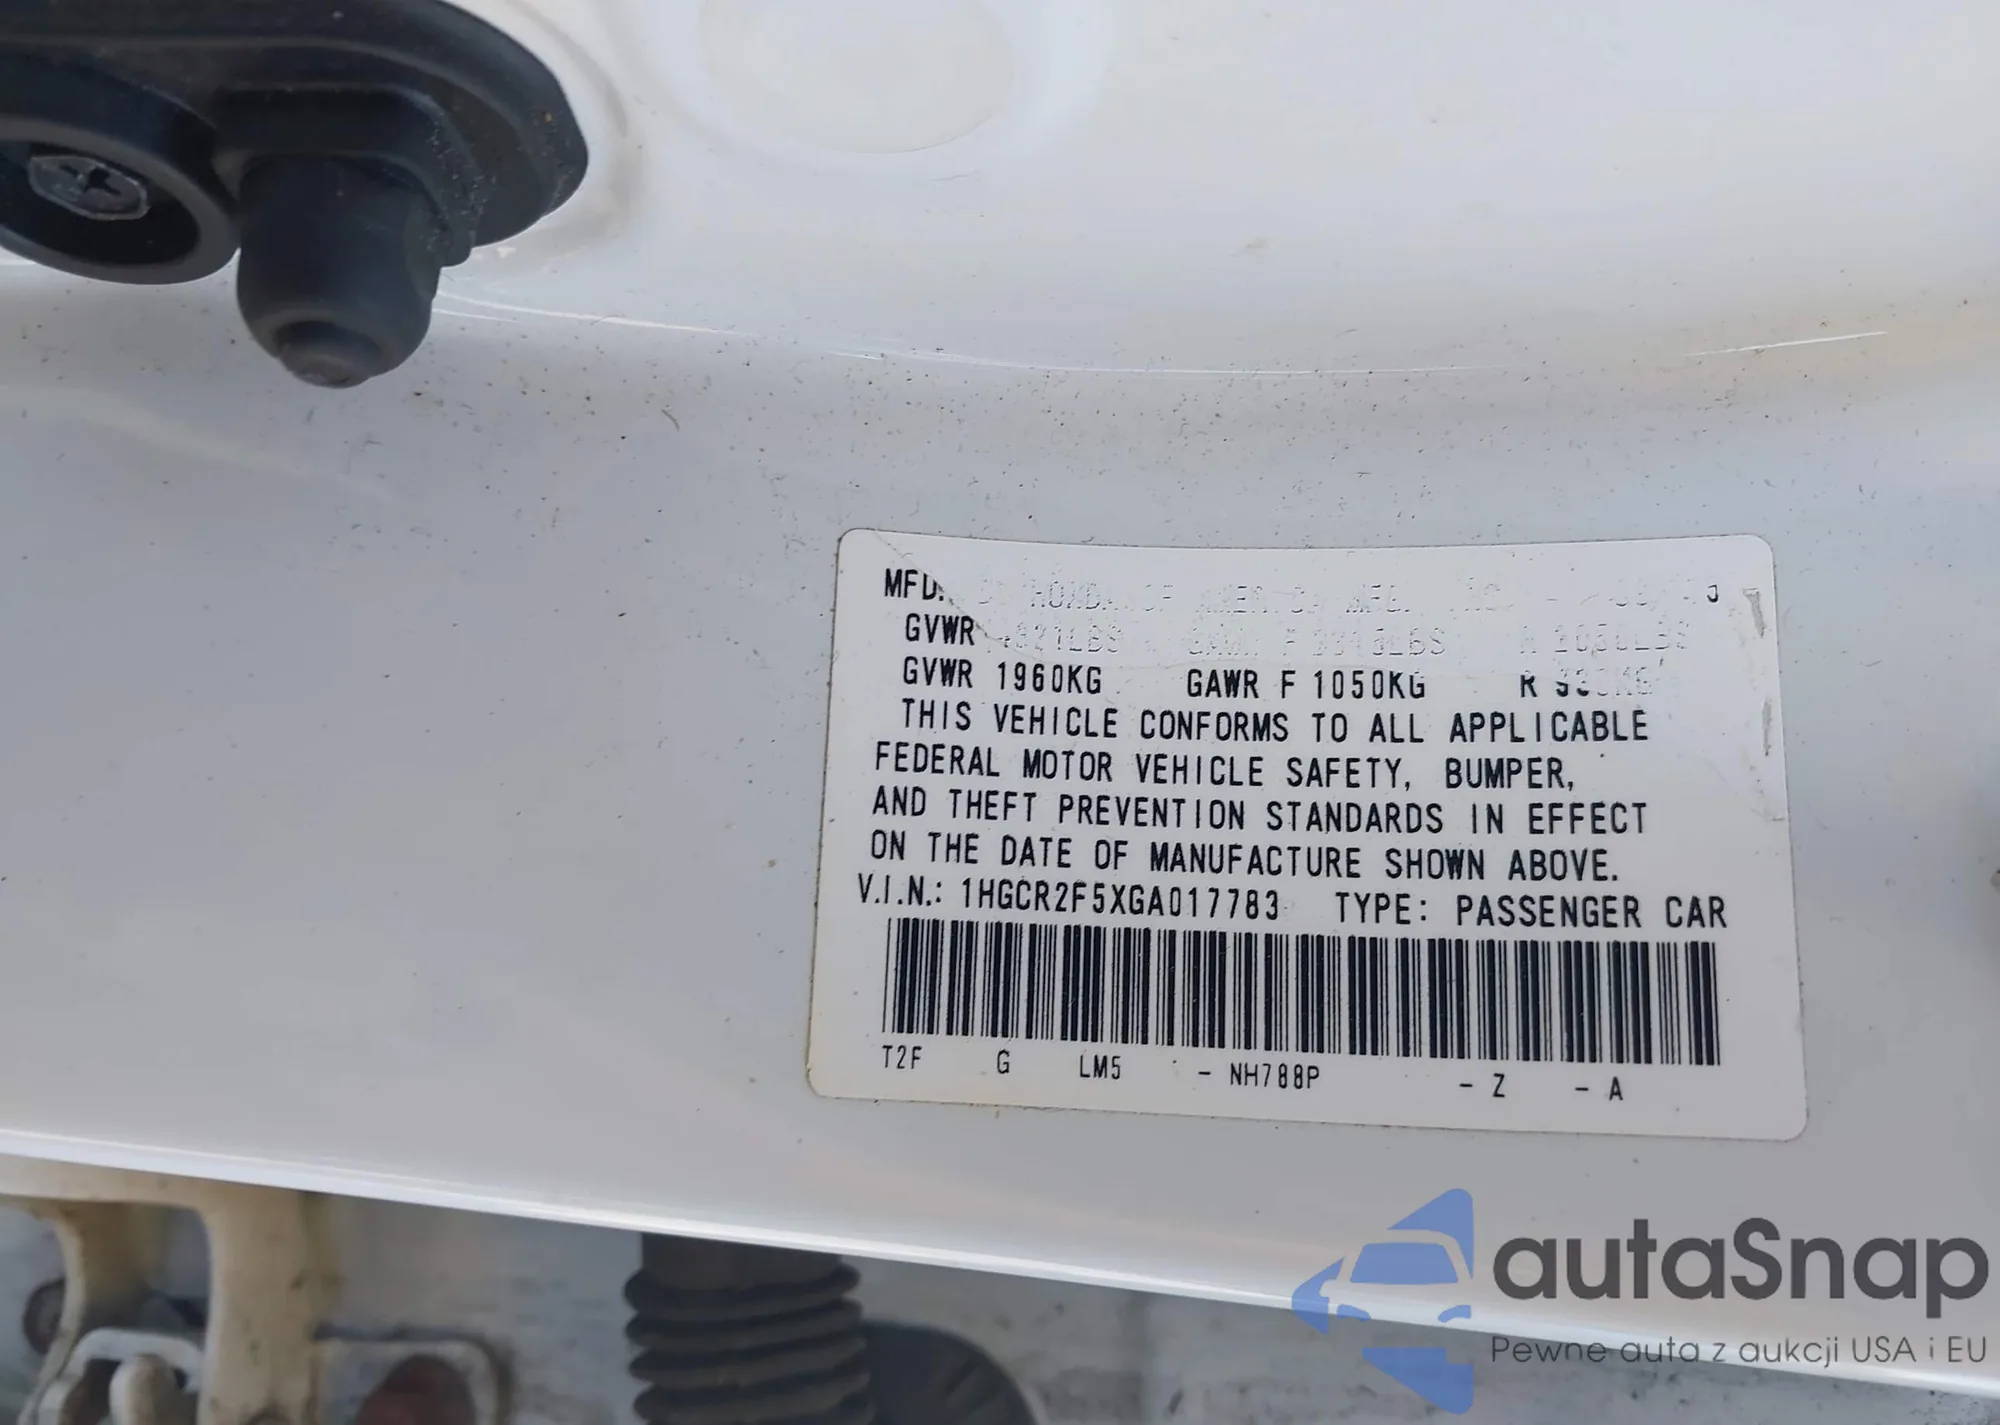 MFD.
GVWR
GVWR 1960KG GAWR F 1050KG R
THIS VEHICLE CONFORMS TO ALL APPLICABLE
FEDERAL MOTOR VEHICLE SAFETY, BUMPER,
AND THEFT PREVENTION STANDARDS IN EFFECT
ON THE DATE OF MANUFACTURE SHOWN ABOVE.
V.I.N.: 1HGCR2F5XGA017783 TYPE: PASSENGER CAR
T2F G LM5 - NH788P - Z - A
autaSnap
Pewne auta z aukcji USA i EU